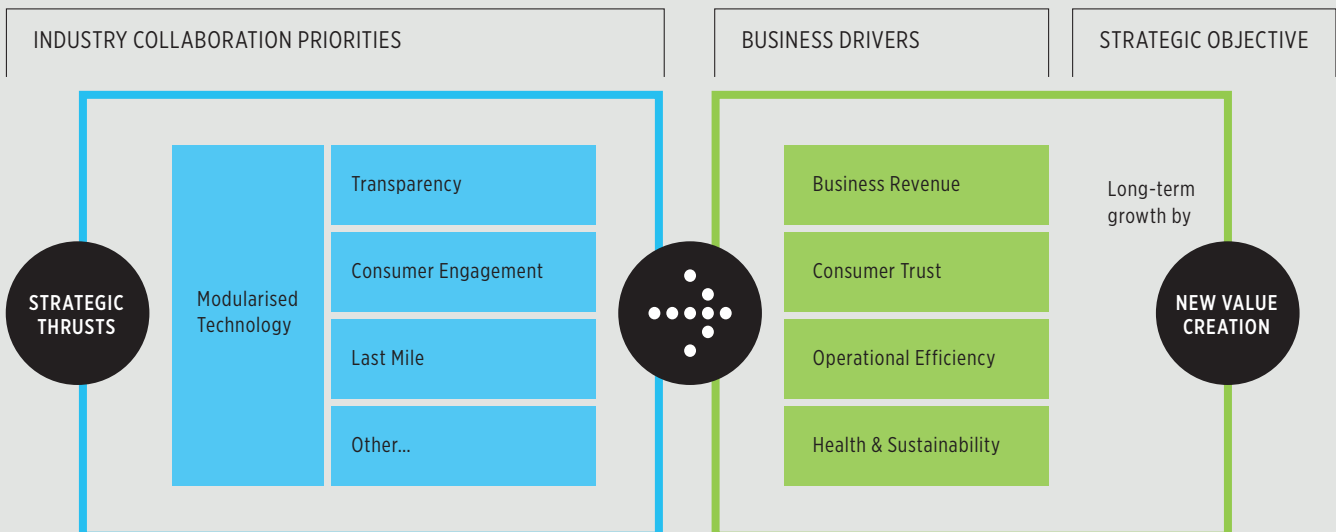 INDUSTRY COLLABORATION PRIORITIES
BUSINESS DRIVERS
STRATEGIC OBJECTIVE
STRATEGIC
THRUSTS
Modularised
Technology
Transparency
Consumer Engagement
Last Mile
Other...
Business Revenue
Consumer Trust
Operational Efficiency
Health & Sustainability
Long-term
growth by
NEW VALUE
CREATION